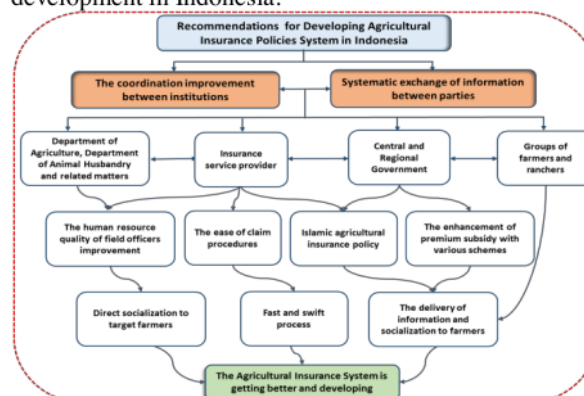 development in Indonesia.
Recommendations for Developing Agricultural
Insurance Policies System in Indonesia
The coordination improvement
between institutions
Systematic exchange of information
between parties
Department of
Agriculture, Department
of Animal Husbandry
and related matters
Insurance
service provider
Central and
Regional
Government
Groups of
farmers and
ranchers
The human resource
quality of field officers
improvement
The ease of claim
procedures
Islamic agricultural
insurance policy
The enhancement of
premium subsidy with
various schemes
Direct socialization to
target farmers
Fast and swift
process
The delivery of
information and
socialization to farmers
The Agricultural Insurance System is
getting better and developing